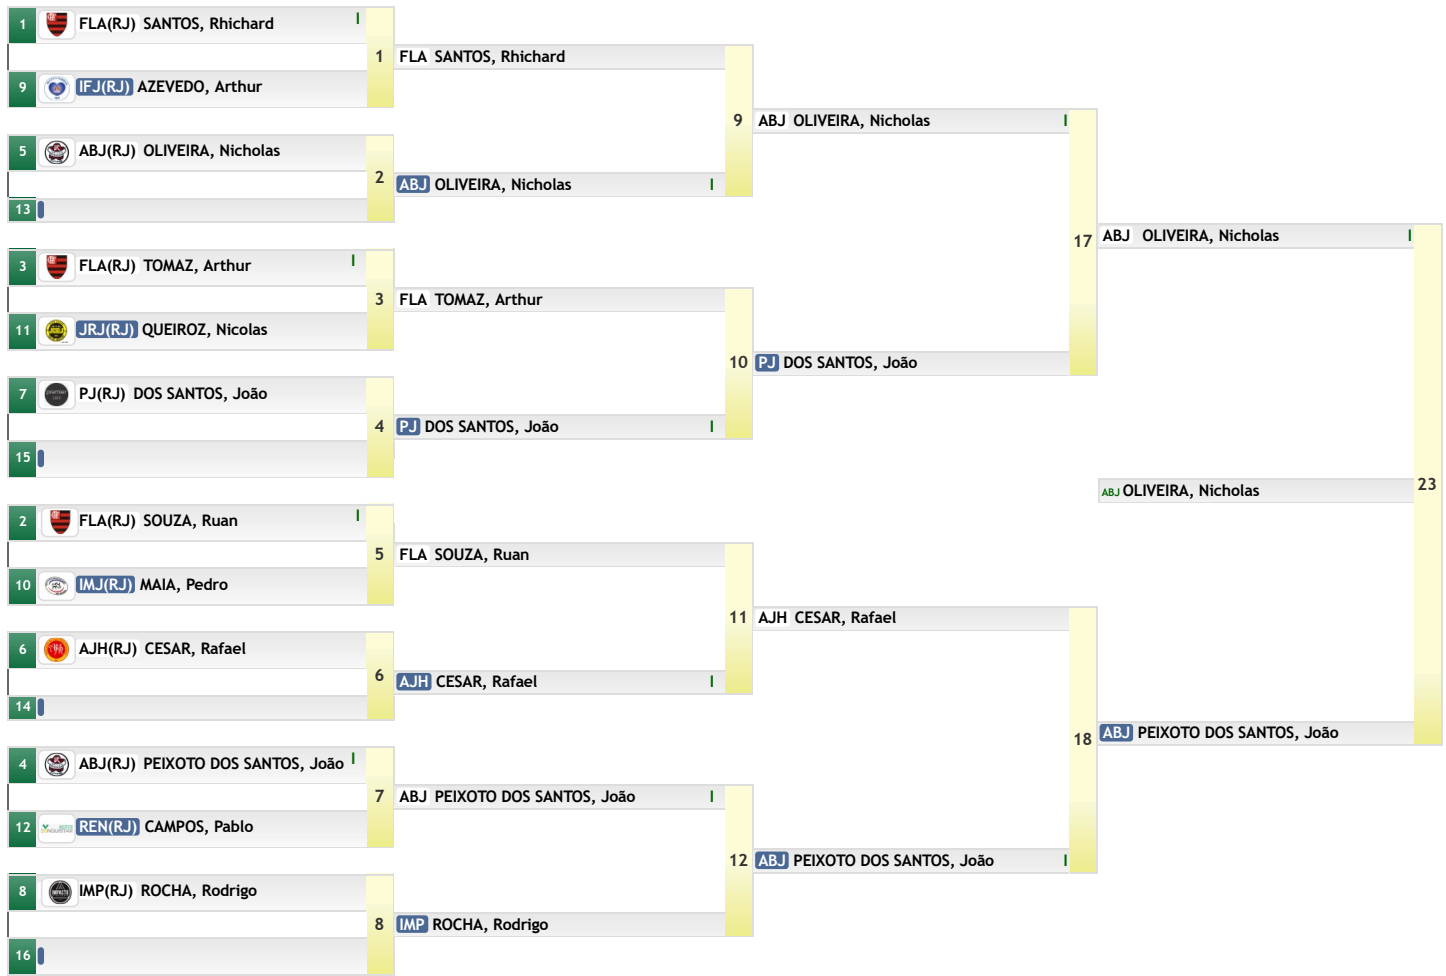 1 FLA(RJ) SANTOS, Rhichard I
1 FLA SANTOS, Rhichard
9 IFJ(RJ) AZEVEDO, Arthur
9 ABJ OLIVEIRA, Nicholas I
5 ABJ(RJ) OLIVEIRA, Nicholas
2 ABJ OLIVEIRA, Nicholas I
13
17 ABJ OLIVEIRA, Nicholas I
3 FLA(RJ) TOMAZ, Arthur I
3 FLA TOMAZ, Arthur
11 JRJ(RJ) QUEIROZ, Nicolas
10 PJ DOS SANTOS, João
7 PJ(RJ) DOS SANTOS, João
4 PJ DOS SANTOS, João I
15
ABJ OLIVEIRA, Nicholas 23
2 FLA(RJ) SOUZA, Ruan I
5 FLA SOUZA, Ruan
10 IMJ(RJ) MAIA, Pedro
11 AJH CESAR, Rafael
6 AJH(RJ) CESAR, Rafael
6 AJH CESAR, Rafael I
14
18 ABJ PEIXOTO DOS SANTOS, João
4 ABJ(RJ) PEIXOTO DOS SANTOS, João I
7 ABJ PEIXOTO DOS SANTOS, João I
12 REN(RJ) CAMPOS, Pablo
12 ABJ PEIXOTO DOS SANTOS, João I
8 IMP(RJ) ROCHA, Rodrigo
8 IMP ROCHA, Rodrigo
16